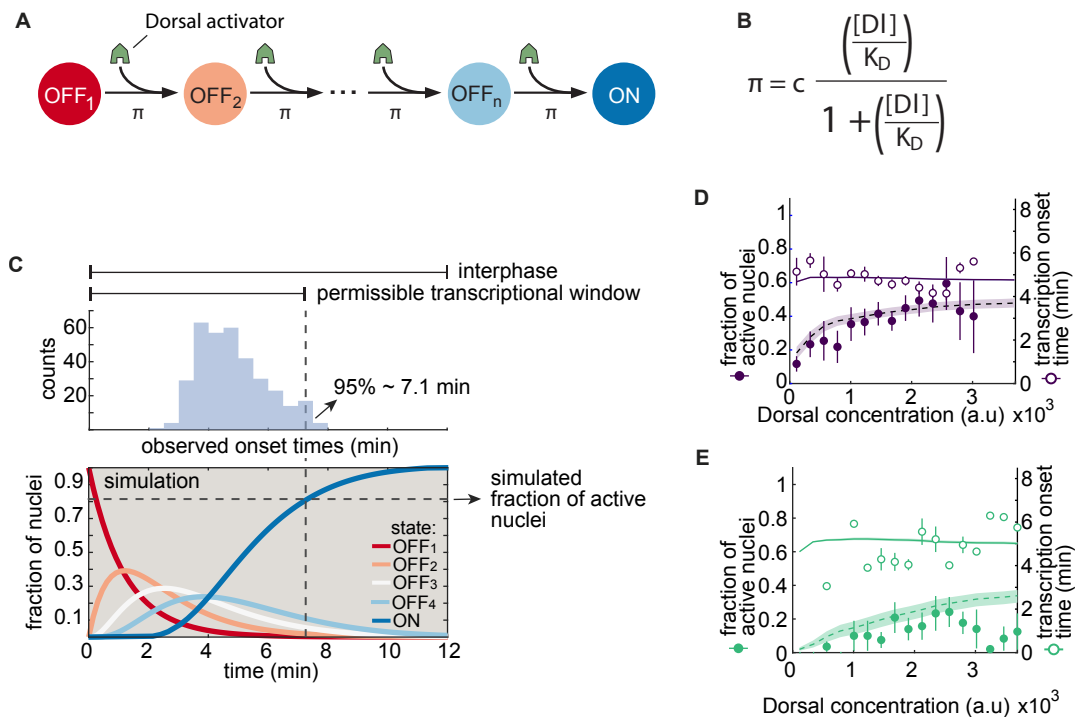 A
Dorsal activator
OFF1
OFF2
...
OFFn
ON
π
π
π
π
B
π = c ([Dl]/KD) / 1 + ([Dl]/KD)
C
interphase
permissible transcriptional window
counts
60
40
20
95% ~ 7.1 min
observed onset times (min)
fraction of nuclei
0.9
0.7
0.5
0.3
0.1
simulation
state:
OFF1
OFF2
OFF3
OFF4
ON
simulated
fraction of active
nuclei
0
2
4
6
8
10
12
time (min)
D
fraction of
active nuclei
1
0.8
0.6
0.4
0.2
0
8
6
4
2
0
transcription onset
time (min)
0
1
2
3
Dorsal concentration (a.u) x10^3
E
fraction of
active nuclei
1
0.8
0.6
0.4
0.2
0
8
6
4
2
0
transcription onset
time (min)
0
1
2
3
Dorsal concentration (a.u) x10^3